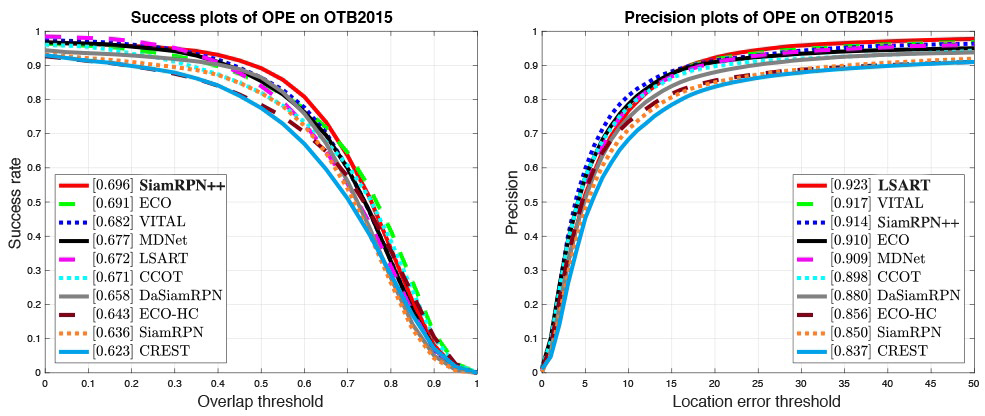 Success plots of OPE on OTB2015
1
0.9
0.8
0.7
0.6
0.5
0.4
0.3
0.2
0.1
0
Success rate
[0.696] SiamRPN++
[0.691] ECO
[0.682] VITAL
[0.677] MDNet
[0.672] LSART
[0.671] CCOT
[0.658] DaSiamRPN
[0.643] ECO-HC
[0.636] SiamRPN
[0.623] CREST
0 0.1 0.2 0.3 0.4 0.5 0.6 0.7 0.8 0.9 1
Overlap threshold
Precision plots of OPE on OTB2015
1
0.9
0.8
0.7
0.6
0.5
0.4
0.3
0.2
0.1
0
Precision
[0.923] LSART
[0.917] VITAL
[0.914] SiamRPN++
[0.910] ECO
[0.909] MDNet
[0.898] CCOT
[0.880] DaSiamRPN
[0.856] ECO-HC
[0.850] SiamRPN
[0.837] CREST
0 5 10 15 20 25 30 35 40 45 50
Location error threshold